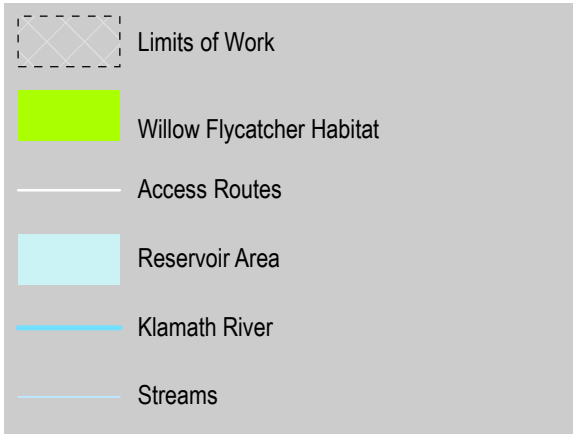 Limits of Work
Willow Flycatcher Habitat
Access Routes
Reservoir Area
Klamath River
Streams